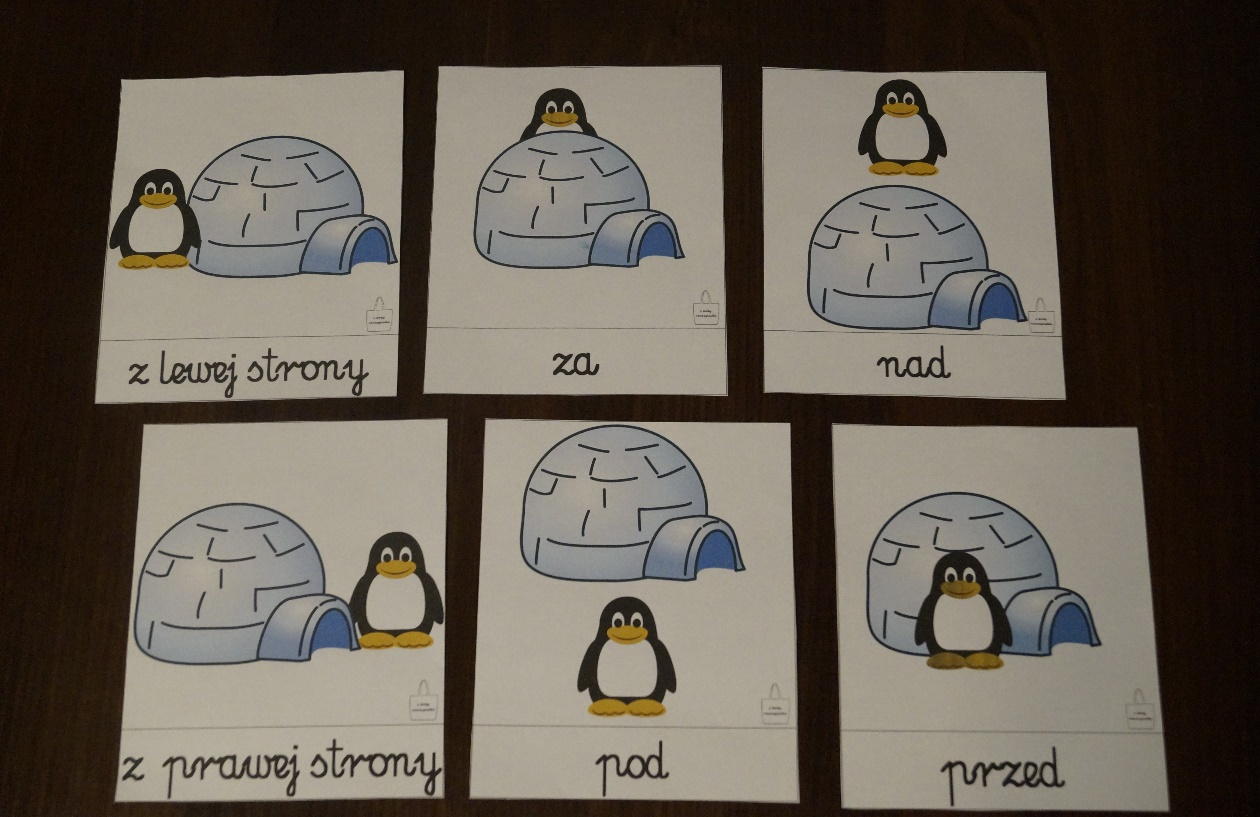 z lewej strony
za
nad
z prawej strony
pod
przed